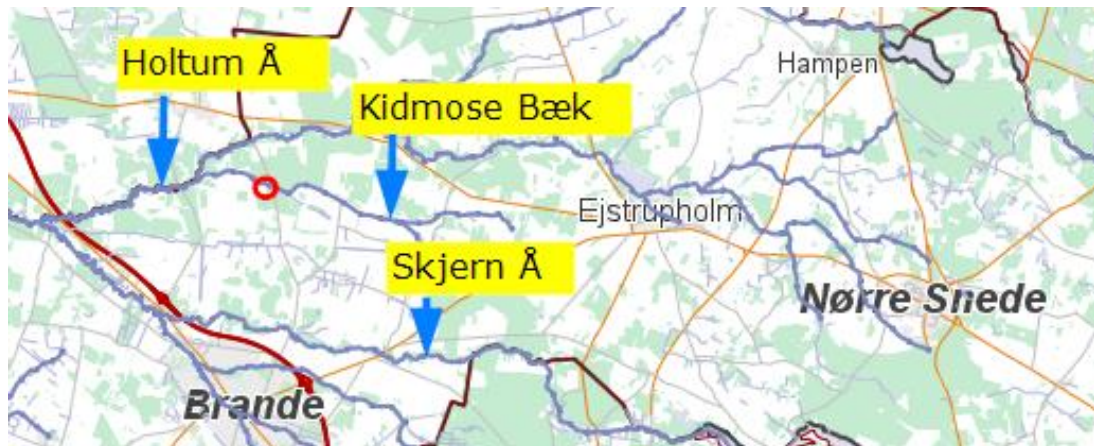 Holtum Å
Hampen
Kidmose Bæk
Ejstrupholm
Skjern Å
Nørre Snede
Brande